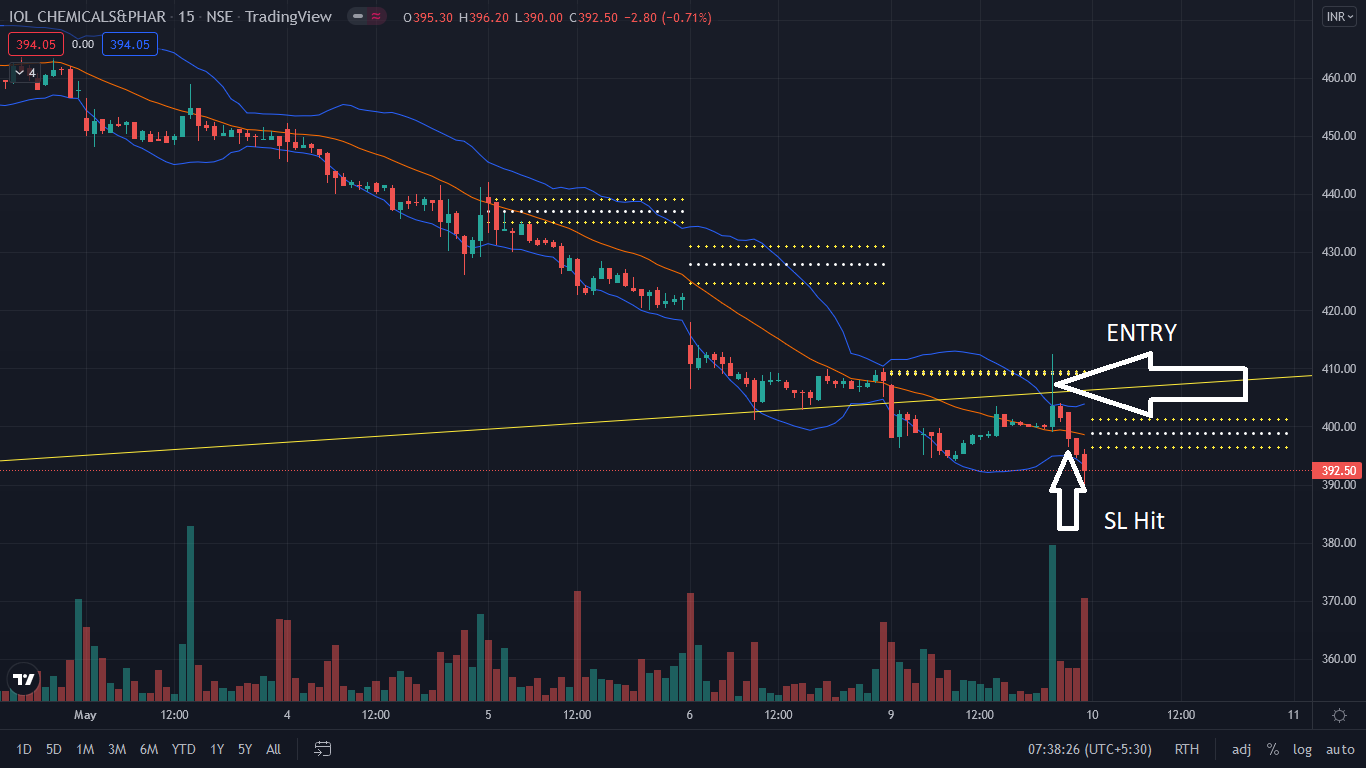 IOL CHEMICALS&PHAR · 15 · NSE · TradingView O395.30 H396.20 L390.00 C392.50 −2.80 (−0.71%) INR
394.05 0.00 394.05
4
460.00
450.00
440.00
430.00
420.00
ENTRY
410.00
400.00
392.50
390.00
SL Hit
380.00
370.00
360.00
May 12:00 4 12:00 5 12:00 6 12:00 9 12:00 10 12:00 11
1D 5D 1M 3M 6M YTD 1Y 5Y All 07:38:26 (UTC+5:30) RTH adj % log auto